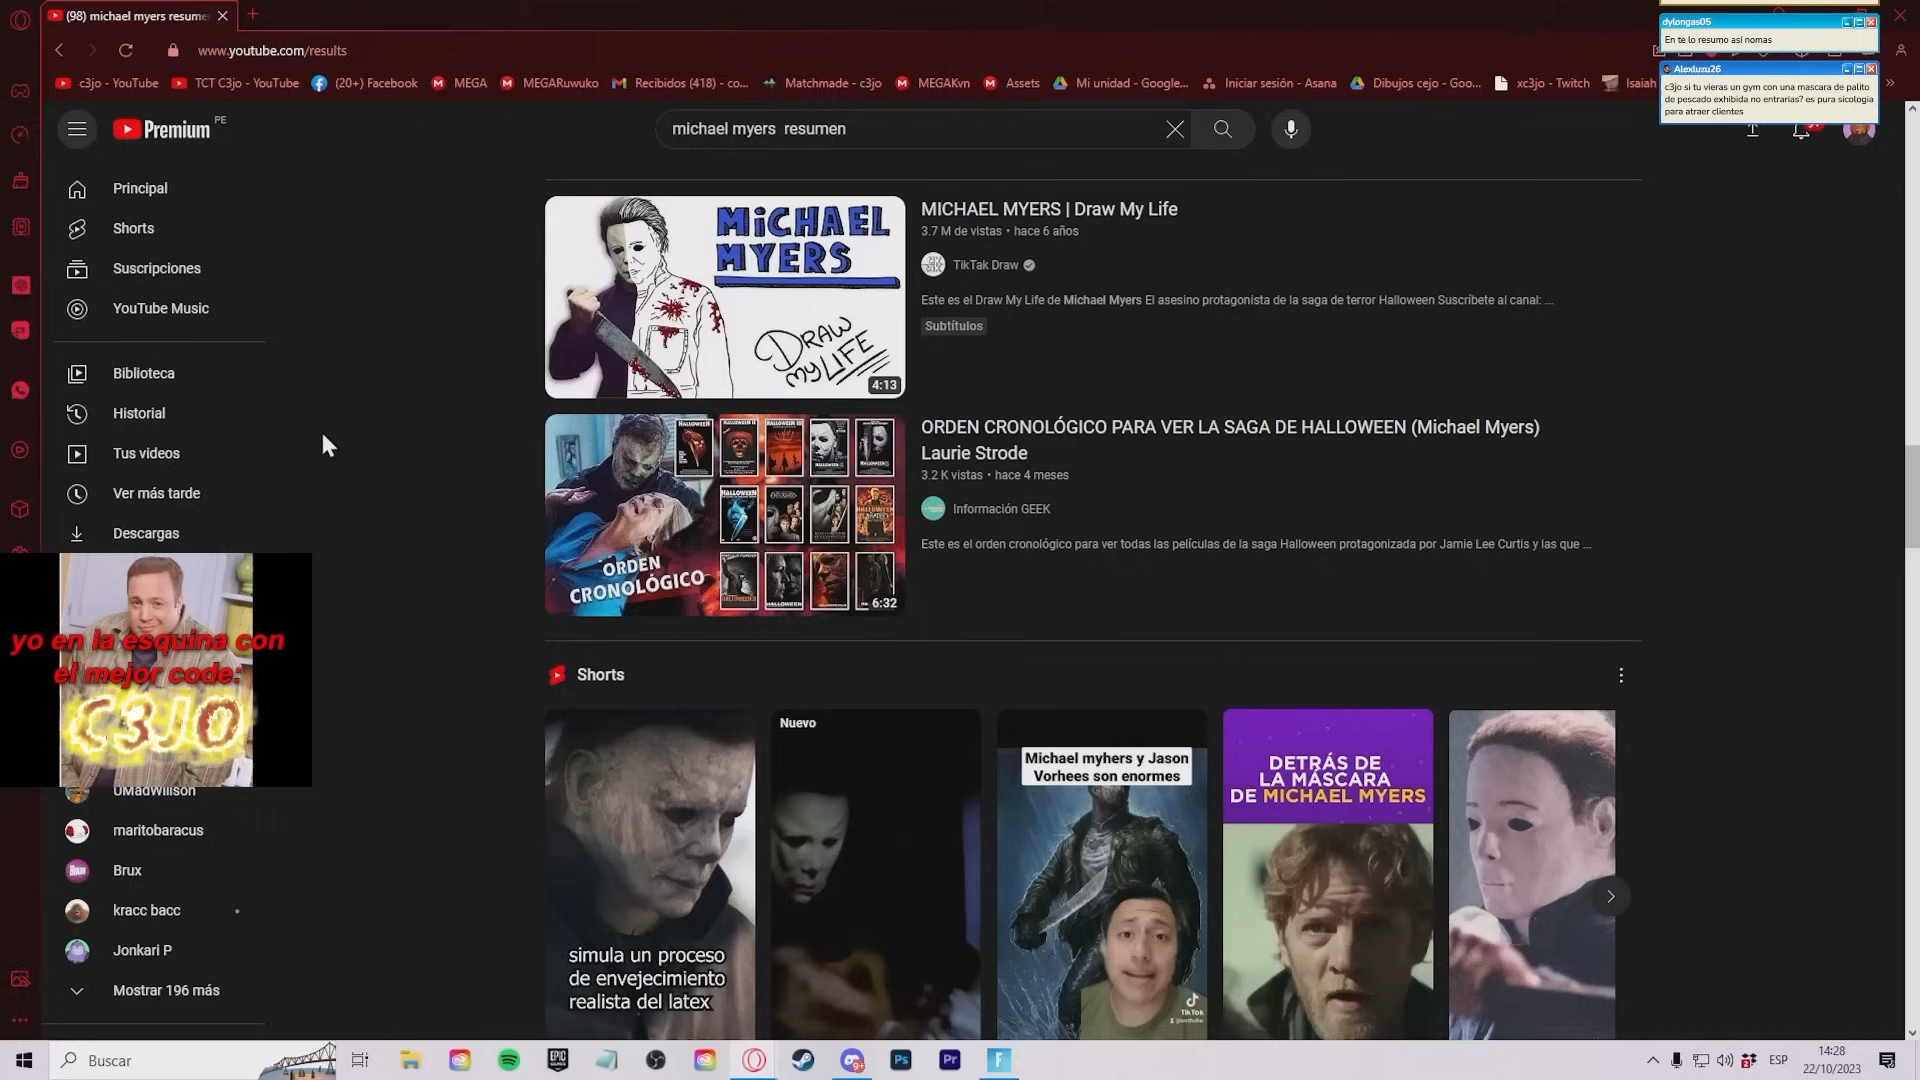 (98) michael myers resume
www.youtube.com/results
c3jo - YouTube
TCT C3jo - YouTube
(20+) Facebook
MEGA
MEGARuwuko
Recibidos (418) - co...
Matchmade - c3jo
MEGAKvn
Assets
Mi unidad - Google...
Iniciar sesión - Asana
Dibujos cejo - Goo...
xc3jo - Twitch
Isaiah
dylongas05
En te lo resumo así nomas
Alexluzu26
c3jo si tu vieras un gym con una mascara de palito
de pescado exhibida no entrarias? es pura sicologia
para atraer clientes
Premium
PE
michael myers  resumen
Principal
Shorts
Suscripciones
YouTube Music
Biblioteca
Historial
Tus videos
Ver más tarde
Descargas
yo en la esquina con
el mejor code:
C3JO
UMadWillson
maritobaracus
Brux
kracc bacc
Jonkari P
Mostrar 196 más
MiCHAEL
MYERS
DRAW
MY LIFE
4:13
MICHAEL MYERS | Draw My Life
3.7 M de vistas • hace 6 años
TikTak Draw
Este es el Draw My Life de Michael Myers El asesino protagonista de la saga de terror Halloween Suscríbete al canal: ...
Subtítulos
ORDEN
CRONOLÓGICO
6:32
ORDEN CRONOLÓGICO PARA VER LA SAGA DE HALLOWEEN (Michael Myers)
Laurie Strode
3.2 K vistas • hace 4 meses
Información GEEK
Este es el orden cronológico para ver todas las películas de la saga Halloween protagonizada por Jamie Lee Curtis y las que ...
Shorts
simula un proceso
de envejecimiento
realista del latex
Nuevo
Michael myhers y Jason
Vorhees son enormes
TikTok
DETRÁS DE
LA MÁSCARA
DE MICHAEL MYERS
Buscar
EPIC
GAMES
9+
Ps
Pr
ESP
14:28
22/10/2023